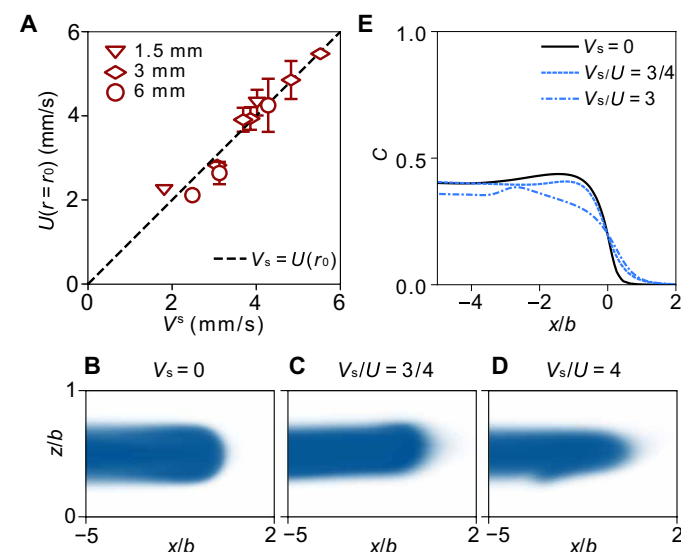 A
6
4
2
0
0
2
4
6
U(r = r₀) (mm/s)
Vˢ (mm/s)
1.5 mm
3 mm
6 mm
Vₛ = U(r₀)
E
1.0
0.5
0.0
−4
−2
0
2
C
x/b
Vₛ = 0
Vₛ/U = 3/4
Vₛ/U = 3
B
Vₛ = 0
1
0
z/b
−5
2
x/b
C
Vₛ/U = 3/4
−5
2
x/b
D
Vₛ/U = 4
−5
2
x/b